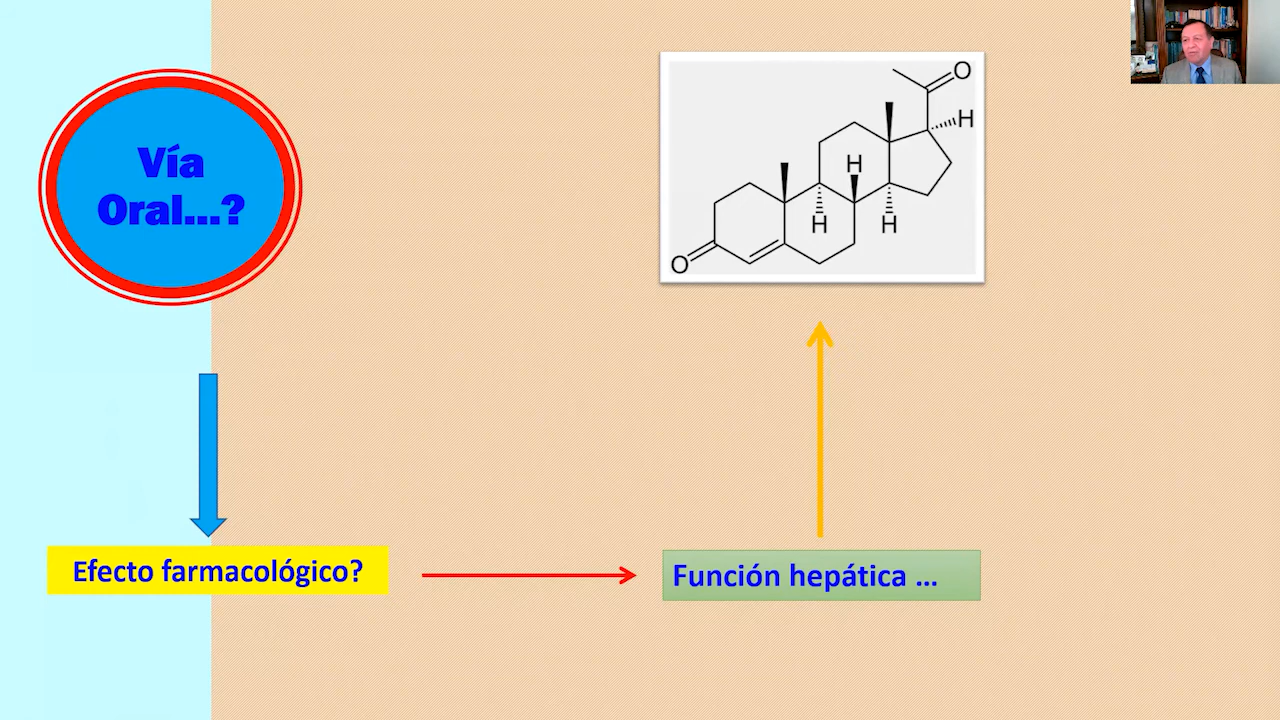 Vía
Oral...?
O
H
H
H
H
O
Efecto farmacológico?
Función hepática ...